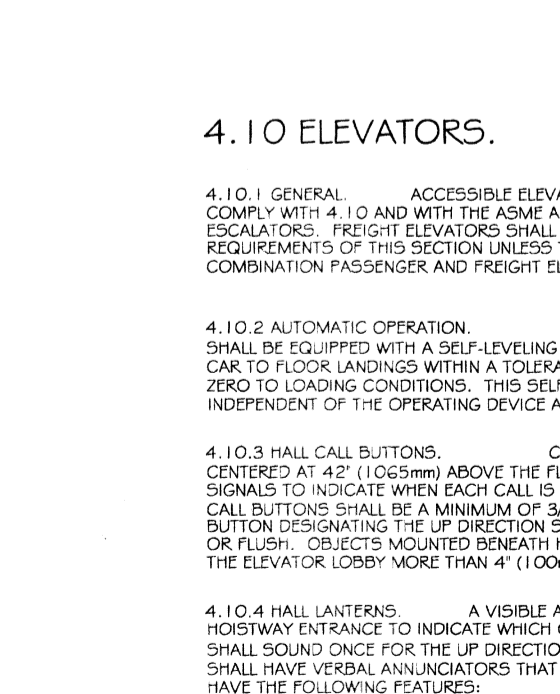 4.10 ELEVATORS.
4.10.1 GENERAL. ACCESSIBLE
COMPLY WITH 4.10 AND WITH THE ASME
ESCALATORS. FREIGHT ELEVATORS SHALL
REQUIREMENTS OF THIS SECTION UNLESS
COMBINATION PASSENGER AND FREIGHT
4.10.2 AUTOMATIC OPERATION.
SHALL BE EQUIPPED WITH A SELF-LEVELING
CAR TO FLOOR LANDINGS WITHIN A
ZERO TO LOADING CONDITIONS. THIS
INDEPENDENT OF THE OPERATING DEVICE
4.10.3 HALL CALL BUTTONS.
CENTERED AT 42" (1065mm) ABOVE THE
SIGNALS TO INDICATE WHEN EACH CALL IS
CALL BUTTONS SHALL BE A MINIMUM OF
BUTTON DESIGNATING THE UP DIRECTION
OR FLUSH. OBJECTS MOUNTED BENEATH
THE ELEVATOR LOBBY MORE THAN 4"
4.10.4 HALL LANTERNS. A VISIBLE
HOISTWAY ENTRANCE TO INDICATE WHICH
SHALL SOUND ONCE FOR THE UP
SHALL HAVE VERBAL ANNUNCIATORS THAT
HAVE THE FOLLOWING FEATURES: